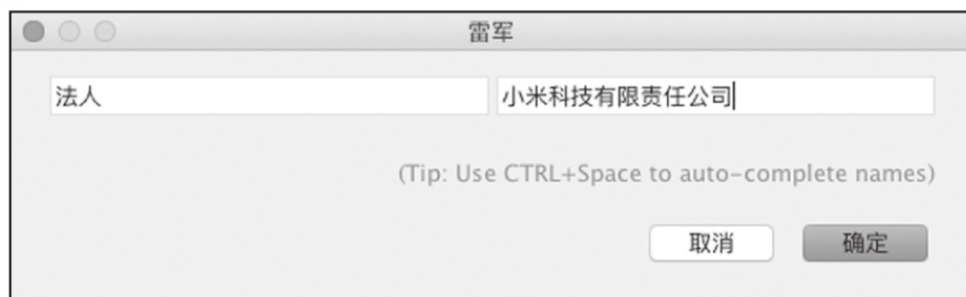 雷军
法人 小米科技有限责任公司
(Tip: Use CTRL+Space to auto-complete names)
取消 确定